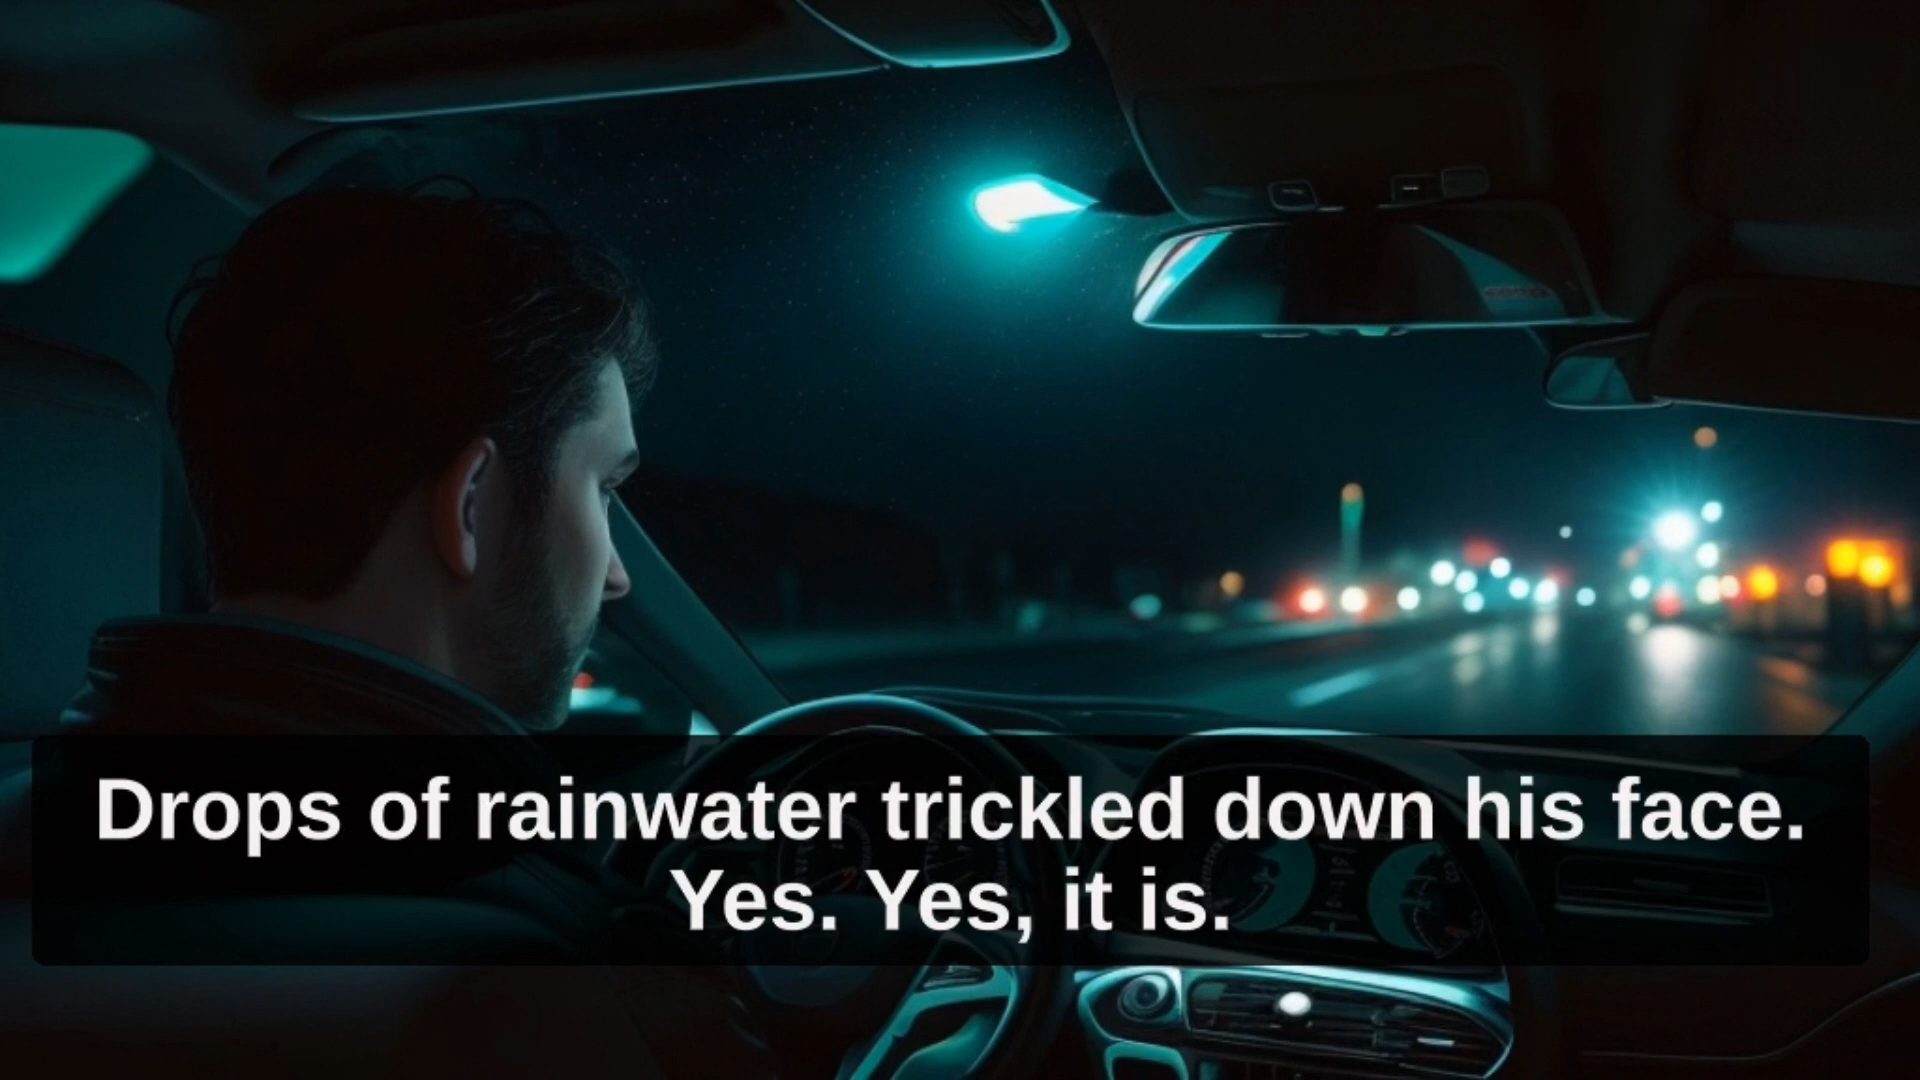 Drops of rainwater trickled down his face.
Yes. Yes, it is.